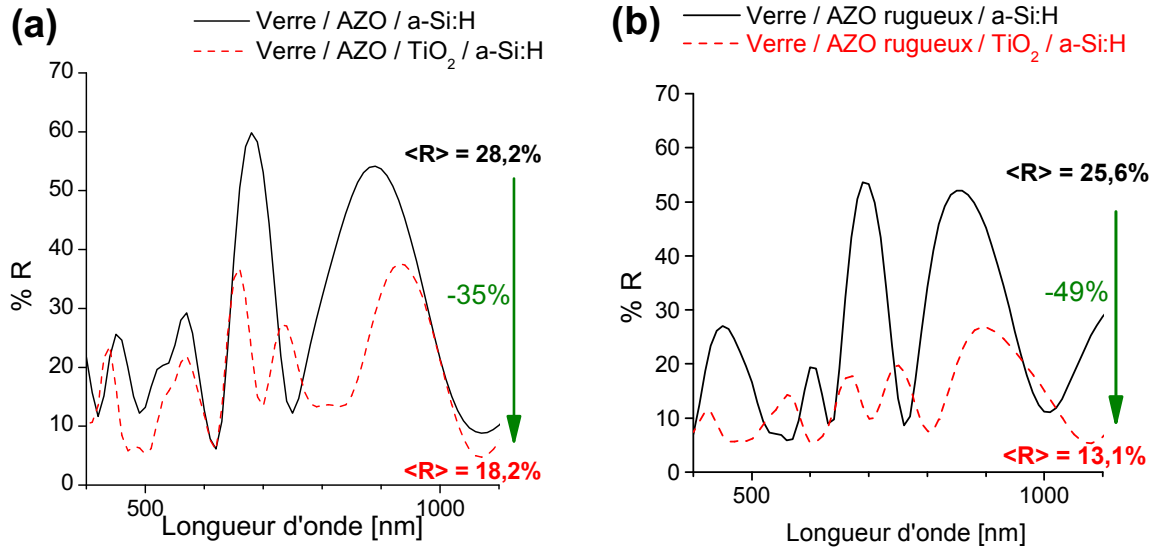 (a)
Verre / AZO / a-Si:H
Verre / AZO / TiO2 / a-Si:H
70
60
50
40
30
20
10
0
% R
500
1000
Longueur d'onde [nm]
<R> = 28,2%
-35%
<R> = 18,2%
(b)
Verre / AZO rugueux / a-Si:H
Verre / AZO rugueux / TiO2 / a-Si:H
70
60
50
40
30
20
10
0
% R
500
1000
Longueur d'onde [nm]
<R> = 25,6%
-49%
<R> = 13,1%